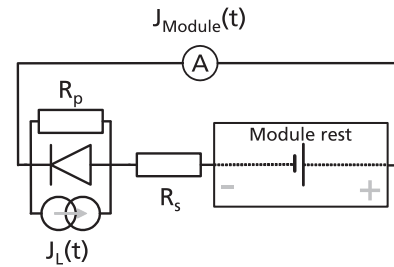 J_Module(t)
A
R_p
Module rest
− +
R_s
J_L(t)